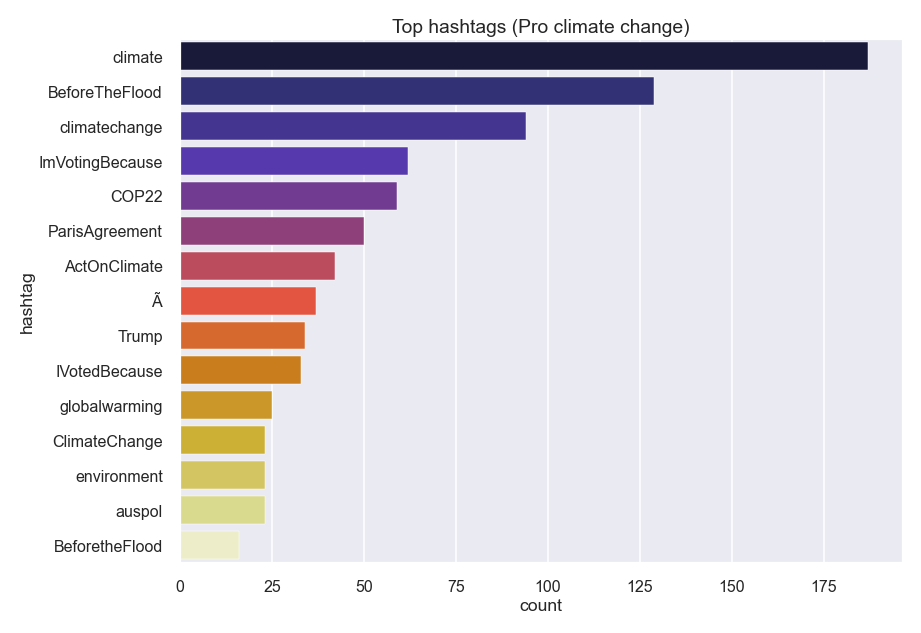 Top hashtags (Pro climate change)
climate
BeforeTheFlood
climatechange
ImVotingBecause
COP22
ParisAgreement
ActOnClimate
Ã
Trump
IVotedBecause
globalwarming
ClimateChange
environment
auspol
BeforetheFlood
hashtag
0 25 50 75 100 125 150 175
count